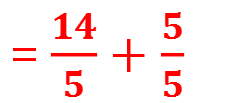 = 14/5 + 5/5